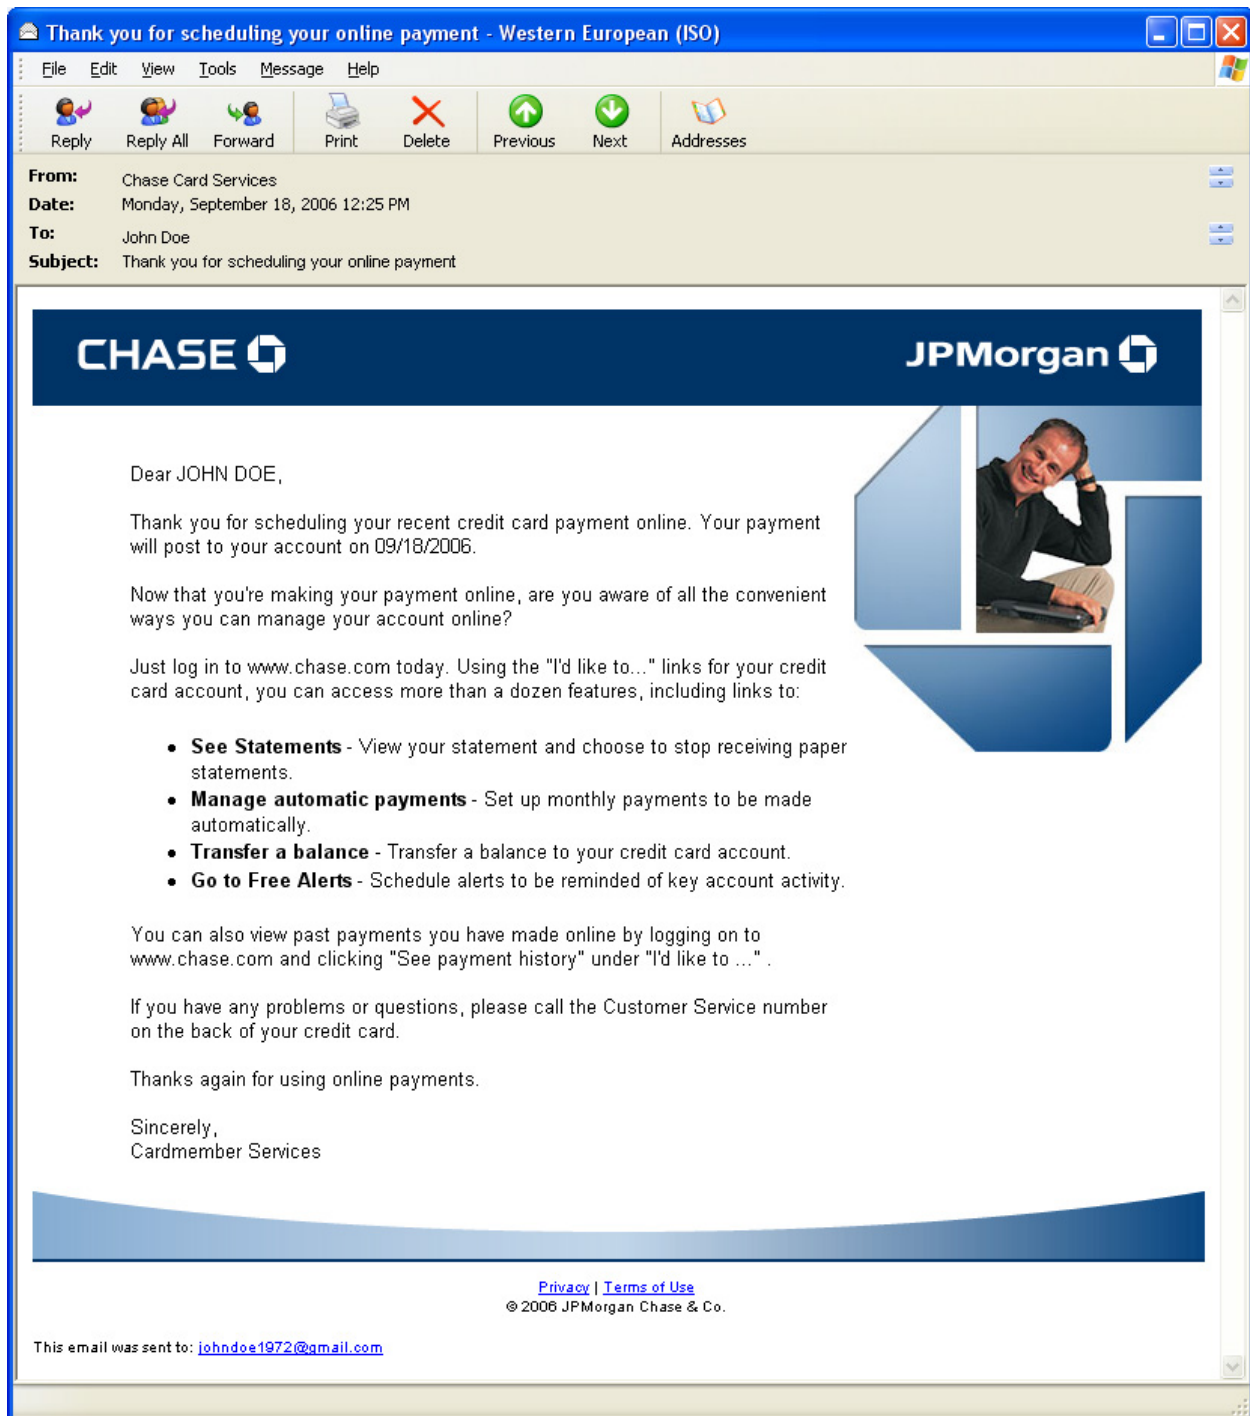 Thank you for scheduling your online payment - Western European (ISO)
File Edit View Tools Message Help
Reply Reply All Forward Print Delete Previous Next Addresses
From: Chase Card Services
Date: Monday, September 18, 2006 12:25 PM
To: John Doe
Subject: Thank you for scheduling your online payment
CHASE JPMorgan
Dear JOHN DOE,
Thank you for scheduling your recent credit card payment online. Your payment
will post to your account on 09/18/2006.
Now that you're making your payment online, are you aware of all the convenient
ways you can manage your account online?
Just log in to www.chase.com today. Using the "I'd like to..." links for your credit
card account, you can access more than a dozen features, including links to:
• See Statements - View your statement and choose to stop receiving paper
statements.
• Manage automatic payments - Set up monthly payments to be made
automatically.
• Transfer a balance - Transfer a balance to your credit card account.
• Go to Free Alerts - Schedule alerts to be reminded of key account activity.
You can also view past payments you have made online by logging on to
www.chase.com and clicking "See payment history" under "I'd like to ..." .
If you have any problems or questions, please call the Customer Service number
on the back of your credit card.
Thanks again for using online payments.
Sincerely,
Cardmember Services
Privacy | Terms of Use
© 2006 JPMorgan Chase & Co.
This email was sent to: johndoe1972@gmail.com